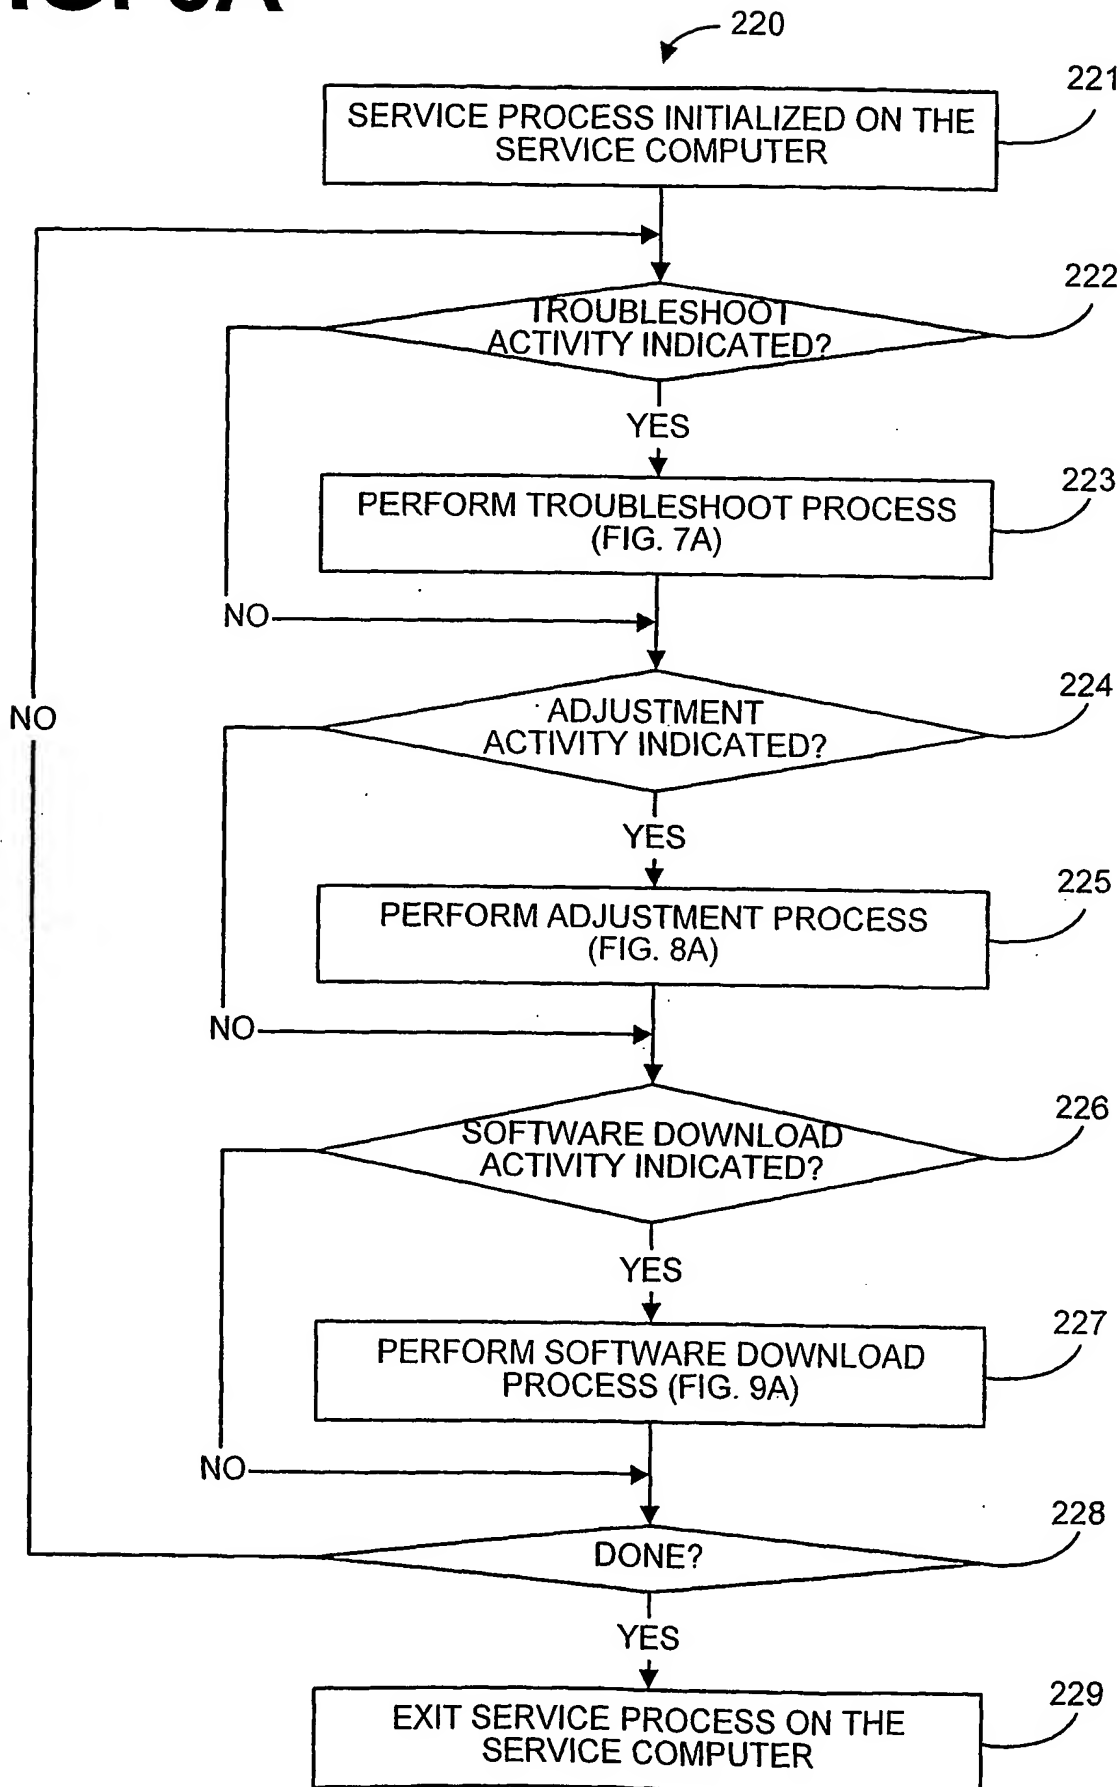 220
221
SERVICE PROCESS INITIALIZED ON THE
SERVICE COMPUTER
222
TROUBLESHOOT
ACTIVITY INDICATED?
YES
223
PERFORM TROUBLESHOOT PROCESS
(FIG. 7A)
NO
224
NO
ADJUSTMENT
ACTIVITY INDICATED?
YES
225
PERFORM ADJUSTMENT PROCESS
(FIG. 8A)
NO
226
SOFTWARE DOWNLOAD
ACTIVITY INDICATED?
YES
227
PERFORM SOFTWARE DOWNLOAD
PROCESS (FIG. 9A)
NO
228
DONE?
YES
229
EXIT SERVICE PROCESS ON THE
SERVICE COMPUTER